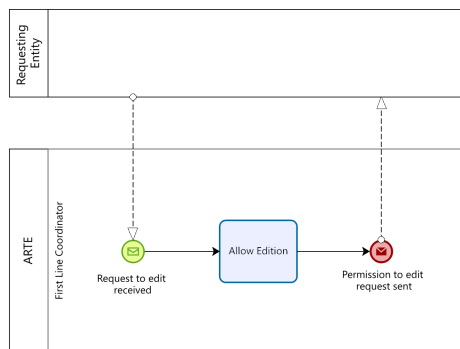 Requesting
Entity
ARTE
First Line Coordinator
Request to edit
received
Allow Edition
Permission to edit
request sent